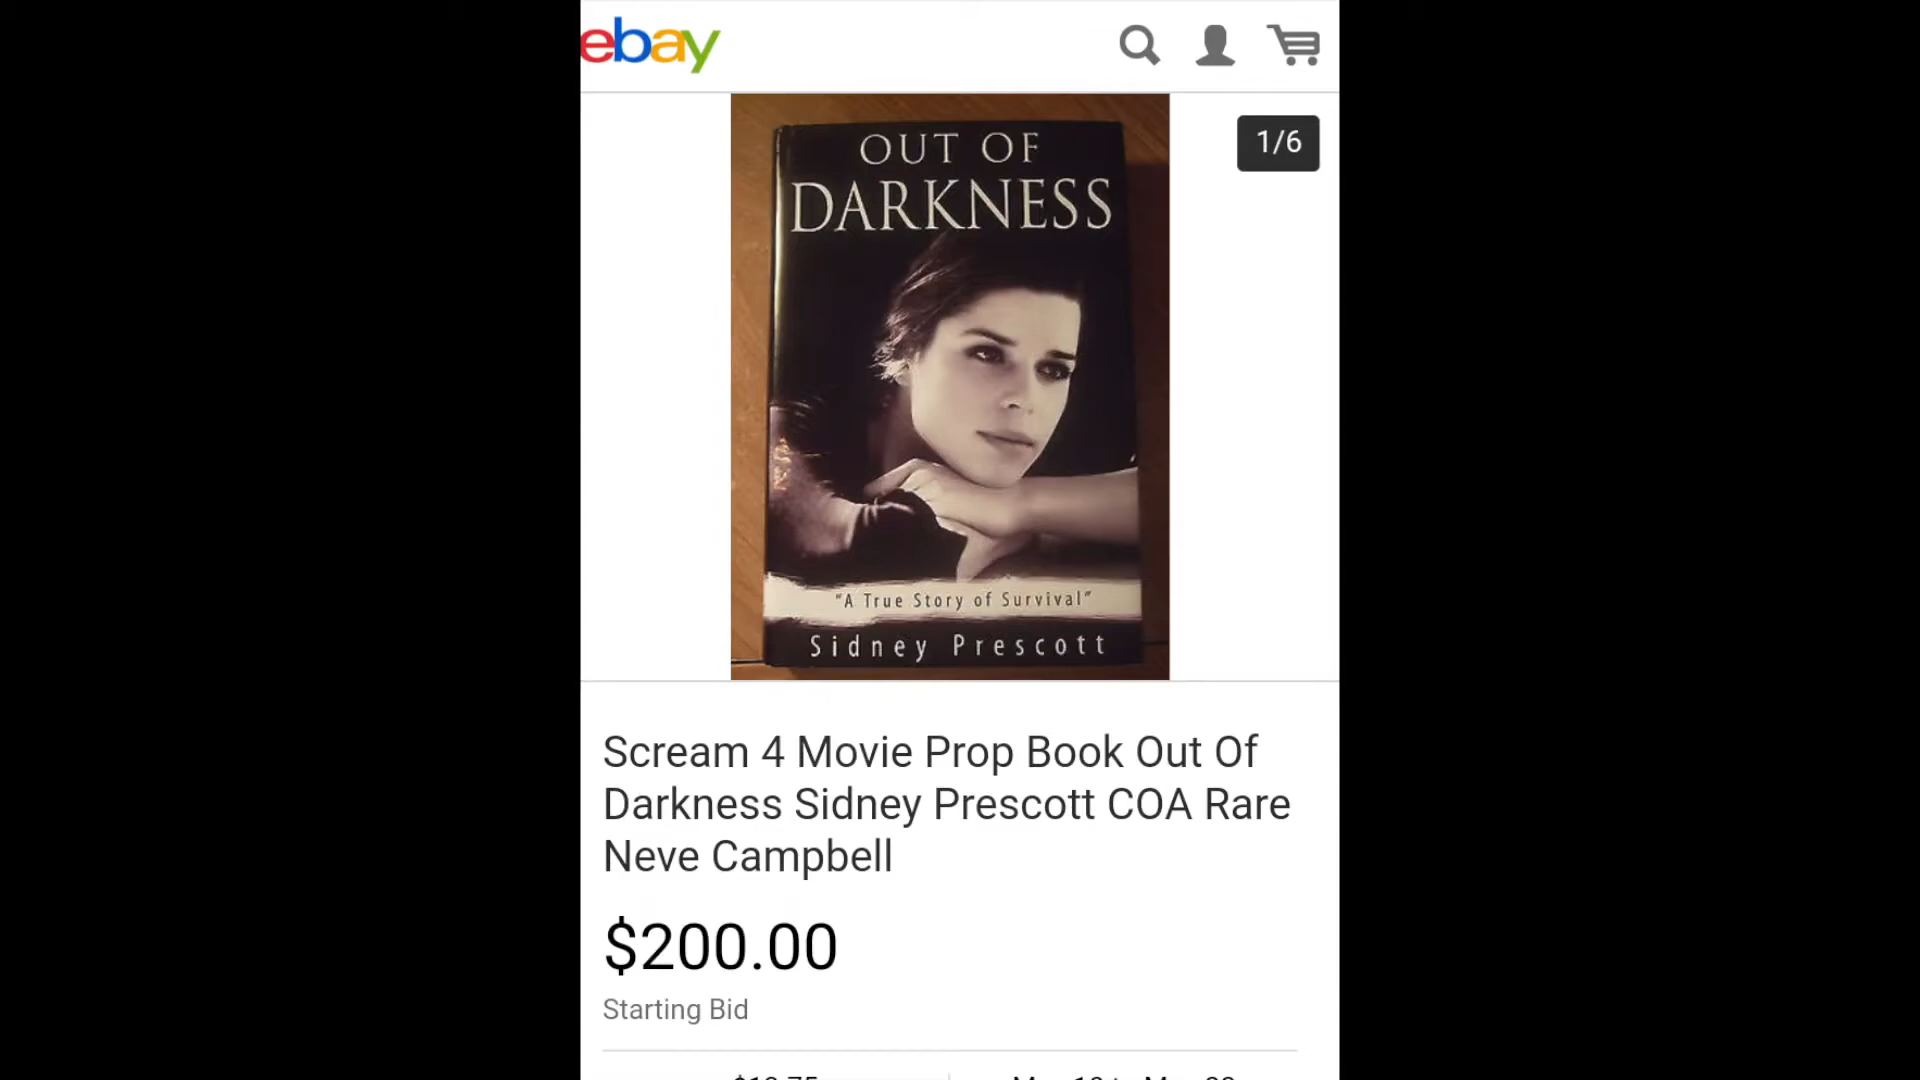 ebay
1/6
OUT OF
DARKNESS
"A True Story of Survival"
Sidney Prescott
Scream 4 Movie Prop Book Out Of
Darkness Sidney Prescott COA Rare
Neve Campbell
$200.00
Starting Bid